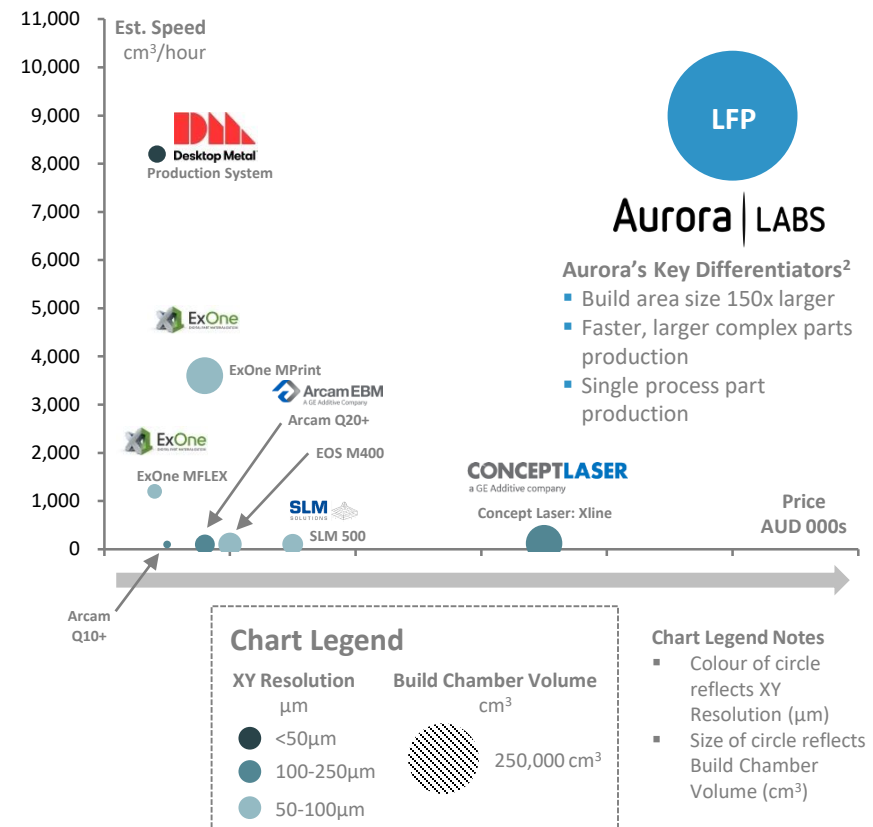 11,000
Est. Speed
cm³/hour
10,000
9,000
8,000
7,000
6,000
5,000
4,000
3,000
2,000
1,000
0
Desktop Metal
Production System
LFP
Aurora LABS
Aurora's Key Differentiators²
▪ Build area size 150x larger
▪ Faster, larger complex parts
production
▪ Single process part
production
ExOne
DIGITAL PART MATERIALIZATION
ExOne MPrint
ArcamEBM
A GE Additive Company
Arcam Q20+
EOS M400
ExOne
DIGITAL PART MATERIALIZATION
ExOne MFLEX
SLM
SOLUTIONS
SLM 500
CONCEPTLASER
a GE Additive company
Concept Laser: Xline
Price
AUD 000s
Arcam
Q10+
Chart Legend
XY Resolution
µm
<50µm
100-250µm
50-100µm
Build Chamber Volume
cm³
250,000 cm³
Chart Legend Notes
▪ Colour of circle
reflects XY
Resolution (µm)
▪ Size of circle reflects
Build Chamber
Volume (cm³)